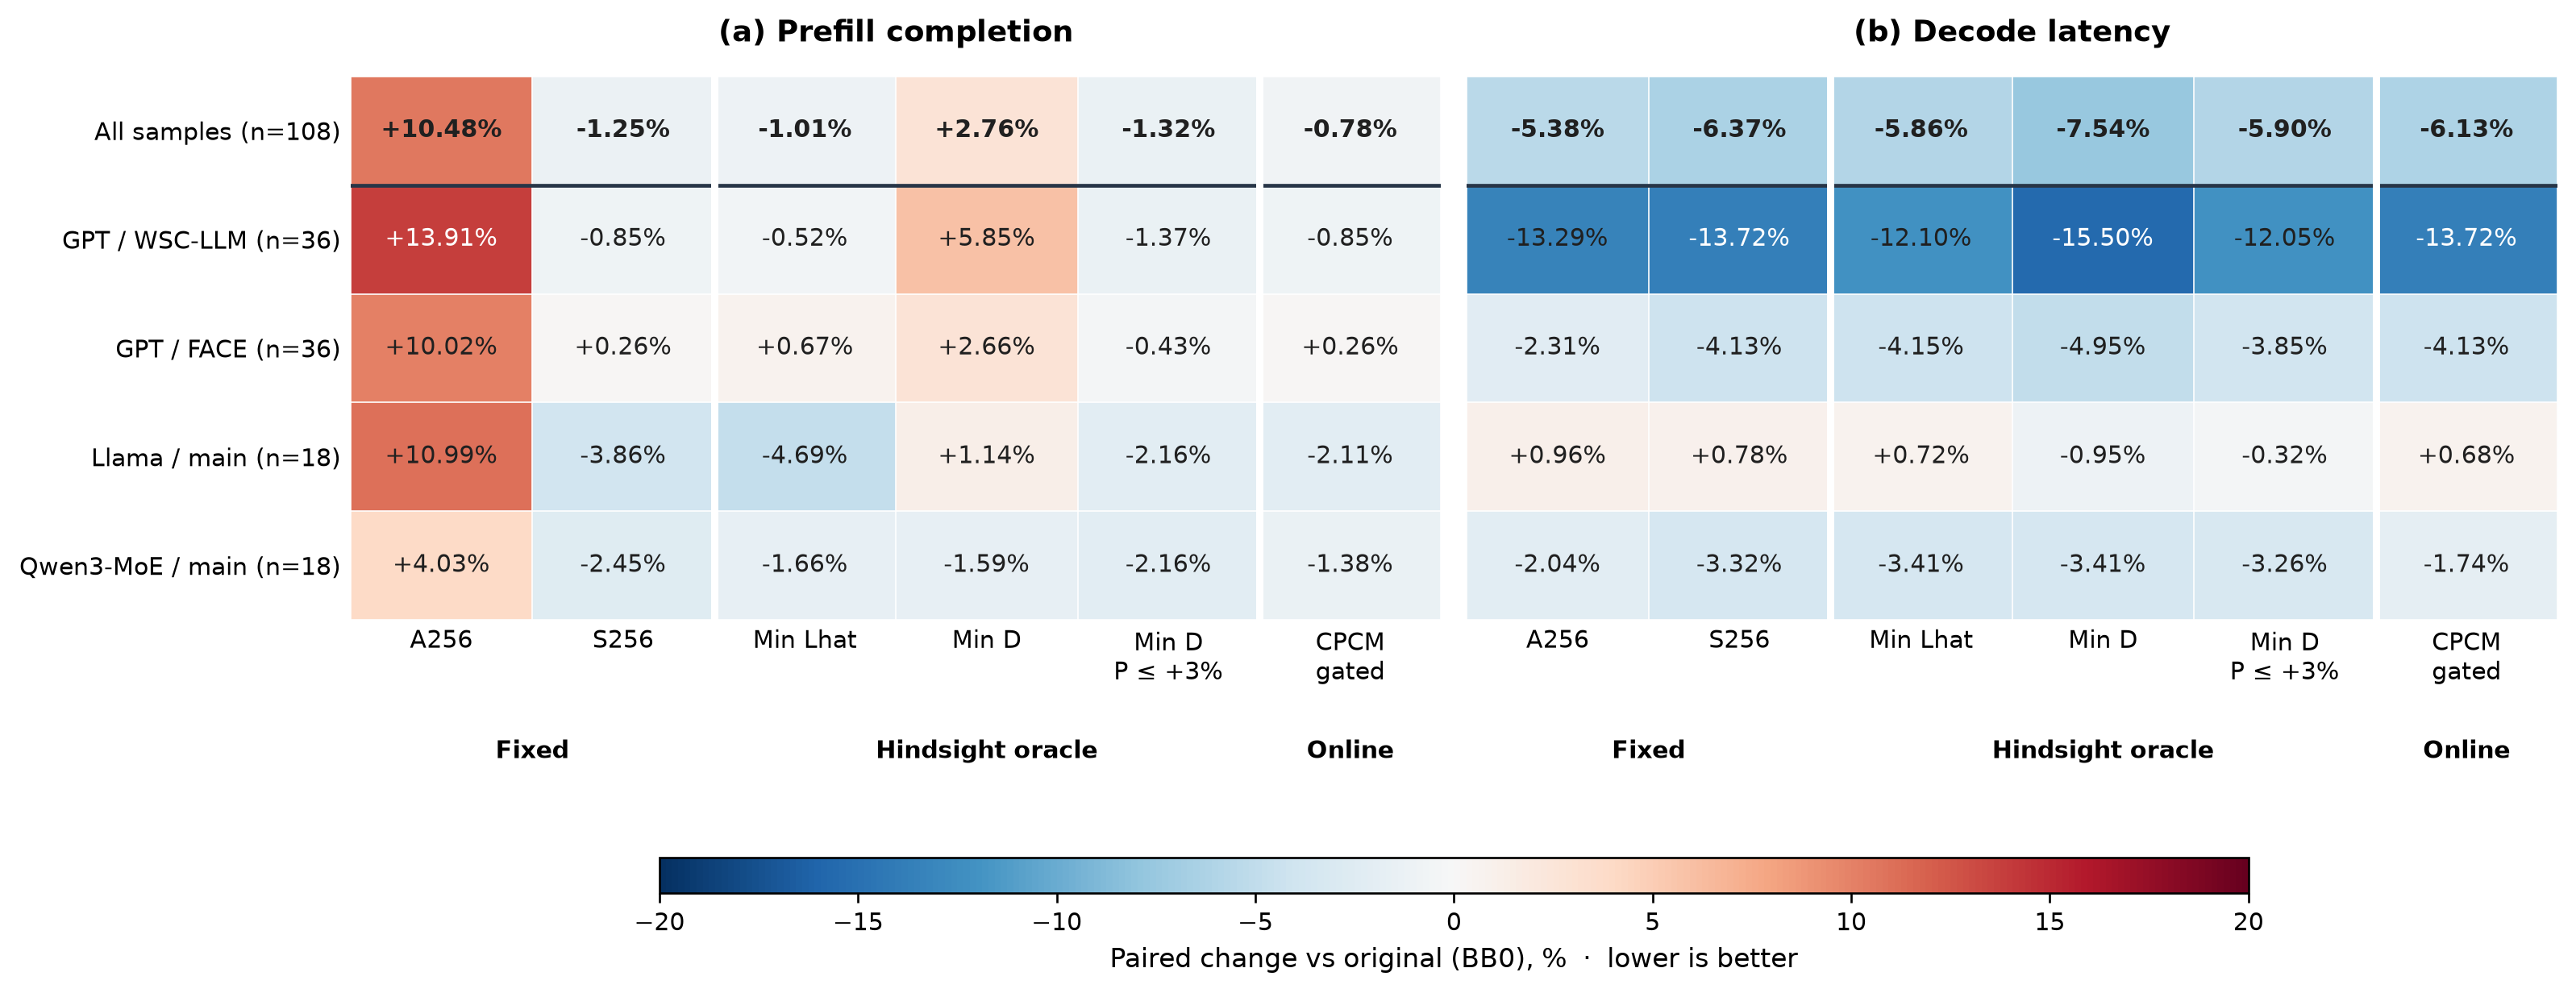 (a) Prefill completion
(b) Decode latency
All samples (n=108) +10.48% -1.25% -1.01% +2.76% -1.32% -0.78% -5.38% -6.37% -5.86% -7.54% -5.90% -6.13%
GPT / WSC-LLM (n=36) +13.91% -0.85% -0.52% +5.85% -1.37% -0.85% -13.29% -13.72% -12.10% -15.50% -12.05% -13.72%
GPT / FACE (n=36) +10.02% +0.26% +0.67% +2.66% -0.43% +0.26% -2.31% -4.13% -4.15% -4.95% -3.85% -4.13%
Llama / main (n=18) +10.99% -3.86% -4.69% +1.14% -2.16% -2.11% +0.96% +0.78% +0.72% -0.95% -0.32% +0.68%
Qwen3-MoE / main (n=18) +4.03% -2.45% -1.66% -1.59% -2.16% -1.38% -2.04% -3.32% -3.41% -3.41% -3.26% -1.74%
A256 S256 Min Lhat Min D Min D CPCM A256 S256 Min Lhat Min D Min D CPCM
P ≤ +3% gated P ≤ +3% gated
Fixed Hindsight oracle Online Fixed Hindsight oracle Online
−20 −15 −10 −5 0 5 10 15 20
Paired change vs original (BB0), % · lower is better